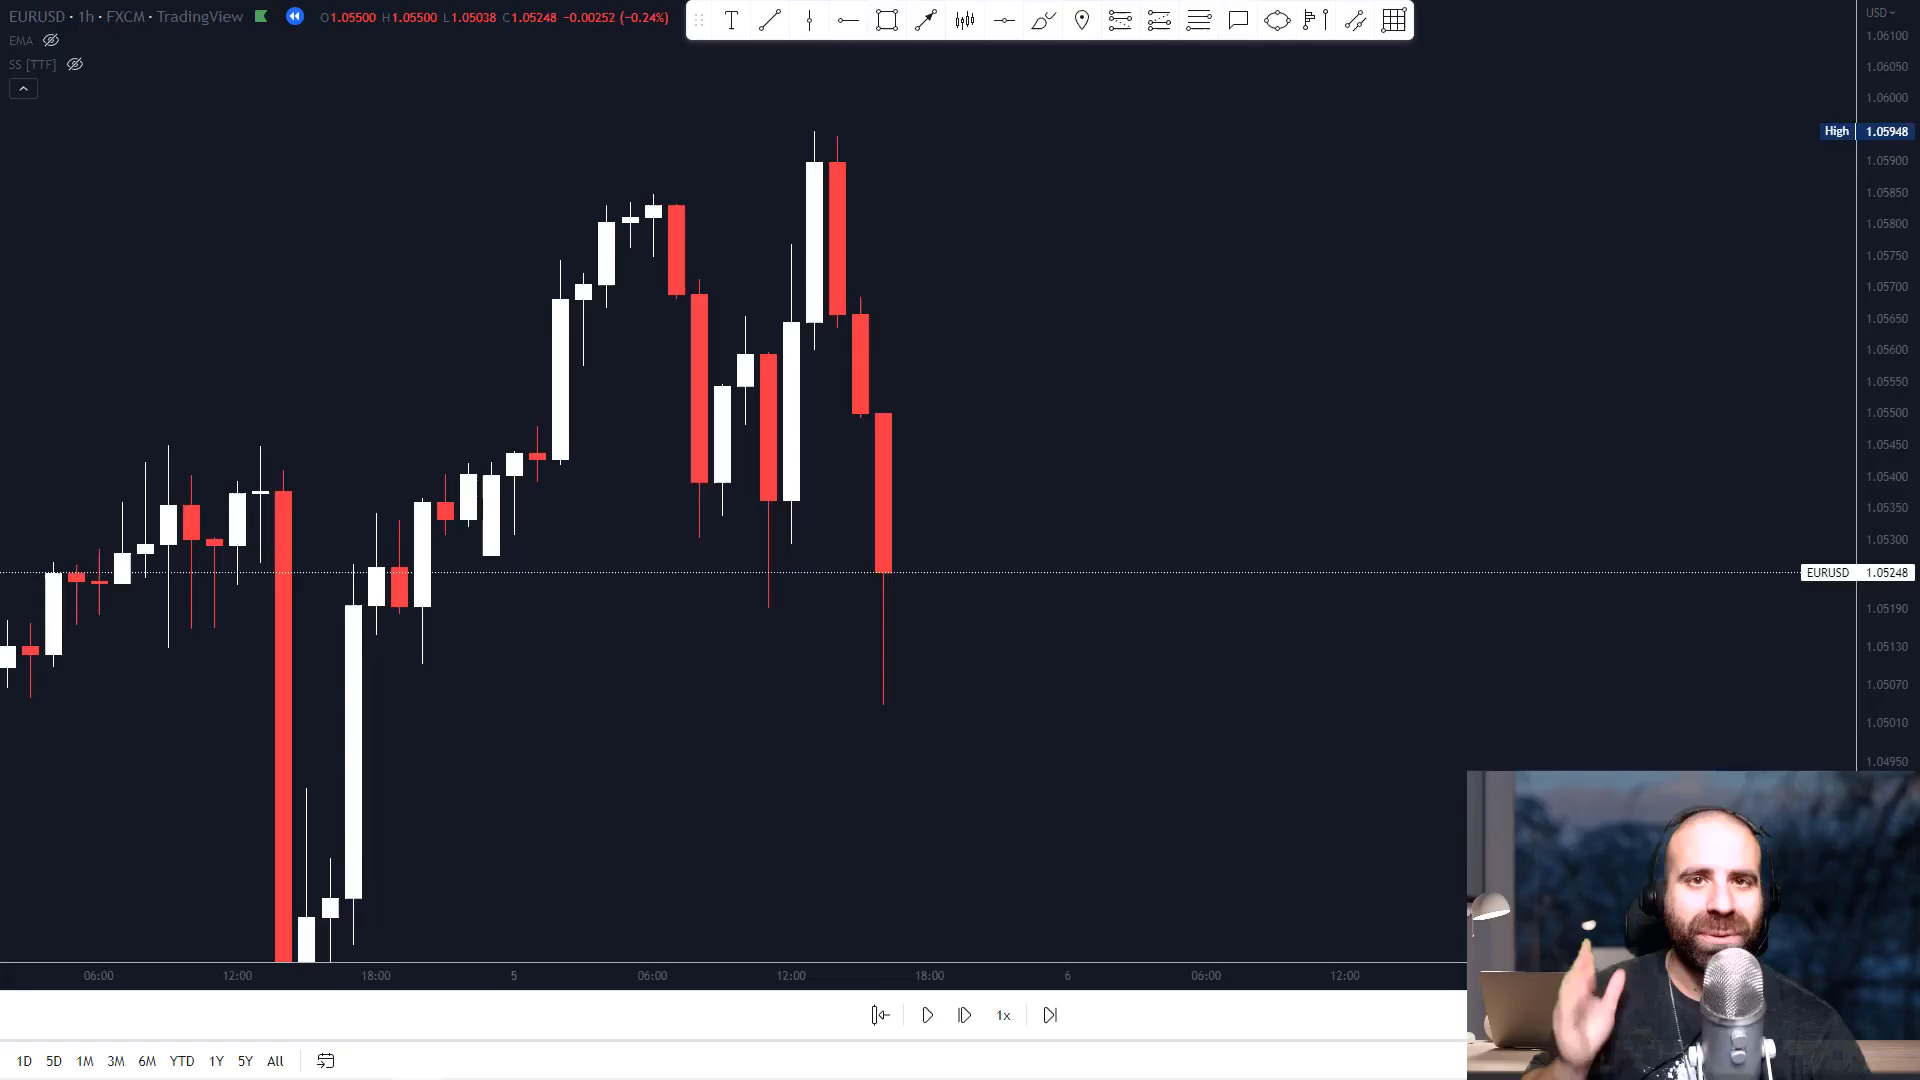 EURUSD · 1h · FXCM · TradingView O1.05500 H1.05500 L1.05038 C1.05248 -0.00252 (-0.24%)
EMA
SS [TTF]
T
USD
1.06100
1.06050
1.06000
High 1.05948
1.05900
1.05850
1.05800
1.05750
1.05700
1.05650
1.05600
1.05550
1.05500
1.05450
1.05400
1.05350
1.05300
EURUSD 1.05248
1.05190
1.05130
1.05070
1.05010
1.04950
06:00 12:00 18:00 5 06:00 12:00 18:00 6 06:00 12:00
1x
1D 5D 1M 3M 6M YTD 1Y 5Y All